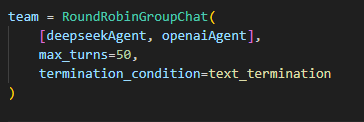 team = RoundRobinGroupChat(
    [deepseekAgent, openaiAgent],
    max_turns=50,
    termination_condition=text_termination
)